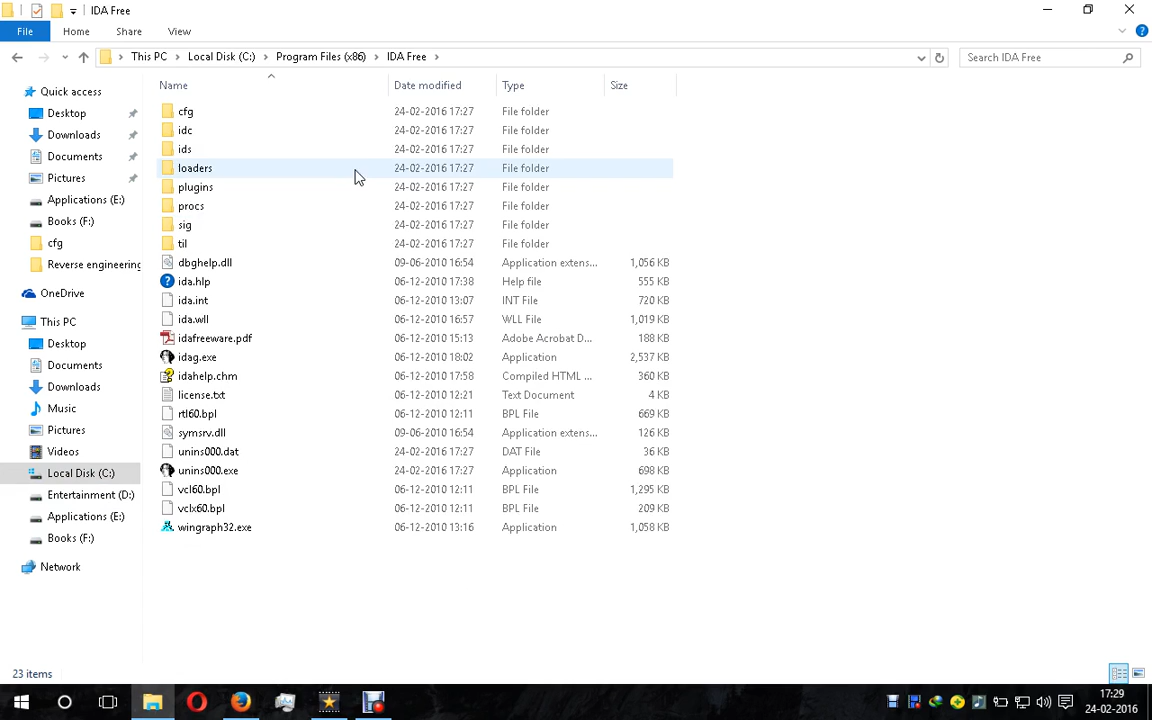 IDA Free
File Home Share View
This PC Local Disk (C:) Program Files (x86) IDA Free Search IDA Free
Name Date modified Type Size
Quick access
Desktop
Downloads
Documents
Pictures
Applications (E:)
Books (F:)
cfg
Reverse engineering
OneDrive
This PC
Desktop
Documents
Downloads
Music
Pictures
Videos
Local Disk (C:)
Entertainment (D:)
Applications (E:)
Books (F:)
Network
cfg 24-02-2016 17:27 File folder
idc 24-02-2016 17:27 File folder
ids 24-02-2016 17:27 File folder
loaders 24-02-2016 17:27 File folder
plugins 24-02-2016 17:27 File folder
procs 24-02-2016 17:27 File folder
sig 24-02-2016 17:27 File folder
til 24-02-2016 17:27 File folder
dbghelp.dll 09-06-2010 16:54 Application extens... 1,056 KB
ida.hlp 06-12-2010 17:38 Help file 555 KB
ida.int 06-12-2010 13:07 INT File 720 KB
ida.wll 06-12-2010 16:57 WLL File 1,019 KB
idafreeware.pdf 06-12-2010 15:13 Adobe Acrobat D... 188 KB
idag.exe 06-12-2010 18:02 Application 2,537 KB
idahelp.chm 06-12-2010 17:58 Compiled HTML ... 360 KB
license.txt 06-12-2010 12:21 Text Document 4 KB
rtl60.bpl 06-12-2010 12:11 BPL File 669 KB
symsrv.dll 09-06-2010 16:54 Application extens... 126 KB
unins000.dat 24-02-2016 17:27 DAT File 36 KB
unins000.exe 24-02-2016 17:27 Application 698 KB
vcl60.bpl 06-12-2010 12:11 BPL File 1,295 KB
vclx60.bpl 06-12-2010 12:11 BPL File 209 KB
wingraph32.exe 06-12-2010 13:16 Application 1,058 KB
23 items
17:29
24-02-2016